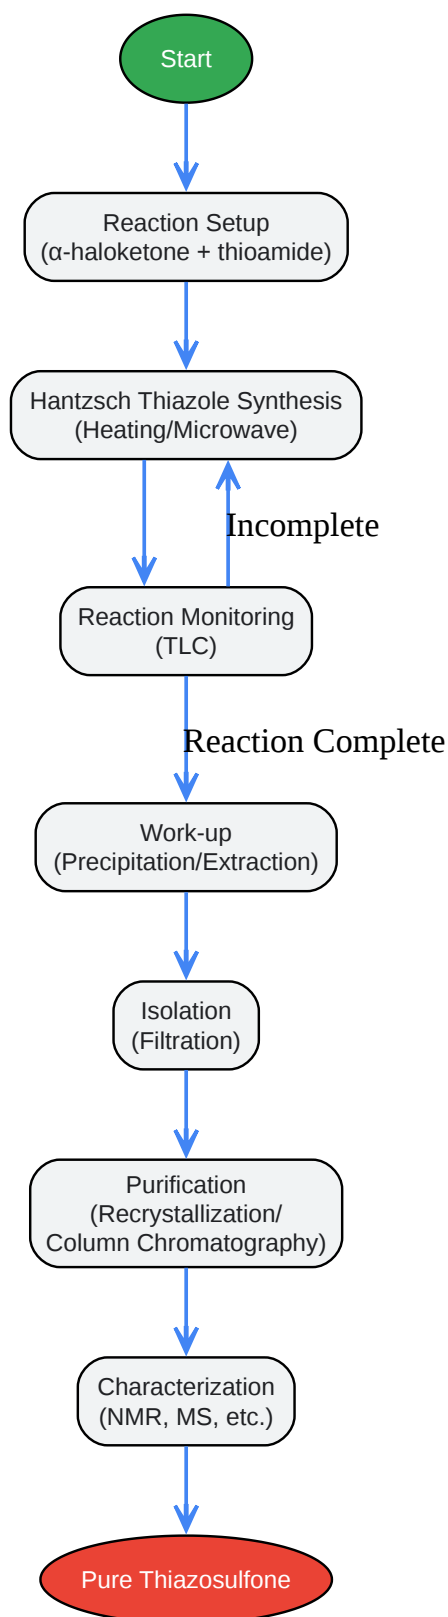 Start
Reaction Setup
(α-haloketone + thioamide)
Hantzsch Thiazole Synthesis
(Heating/Microwave)
Incomplete
Reaction Monitoring
(TLC)
Reaction Complete
Work-up
(Precipitation/Extraction)
Isolation
(Filtration)
Purification
(Recrystallization/
Column Chromatography)
Characterization
(NMR, MS, etc.)
Pure Thiazosulfone